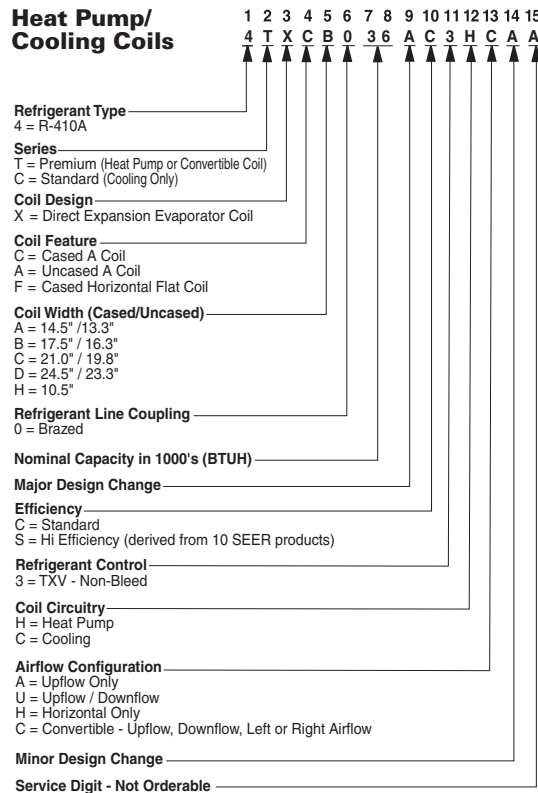 Heat Pump/
Cooling Coils
1 2 3 4 5 6 7 8 9 10 11 12 13 14 15
4 T X C B 0 3 6 A C 3 H C A A
Refrigerant Type
4 = R-410A
Series
T = Premium (Heat Pump or Convertible Coil)
C = Standard (Cooling Only)
Coil Design
X = Direct Expansion Evaporator Coil
Coil Feature
C = Cased A Coil
A = Uncased A Coil
F = Cased Horizontal Flat Coil
Coil Width (Cased/Uncased)
A = 14.5" /13.3"
B = 17.5" / 16.3"
C = 21.0" / 19.8"
D = 24.5" / 23.3"
H = 10.5"
Refrigerant Line Coupling
0 = Brazed
Nominal Capacity in 1000's (BTUH)
Major Design Change
Efficiency
C = Standard
S = Hi Efficiency (derived from 10 SEER products)
Refrigerant Control
3 = TXV - Non-Bleed
Coil Circuitry
H = Heat Pump
C = Cooling
Airflow Configuration
A = Upflow Only
U = Upflow / Downflow
H = Horizontal Only
C = Convertible - Upflow, Downflow, Left or Right Airflow
Minor Design Change
Service Digit - Not Orderable